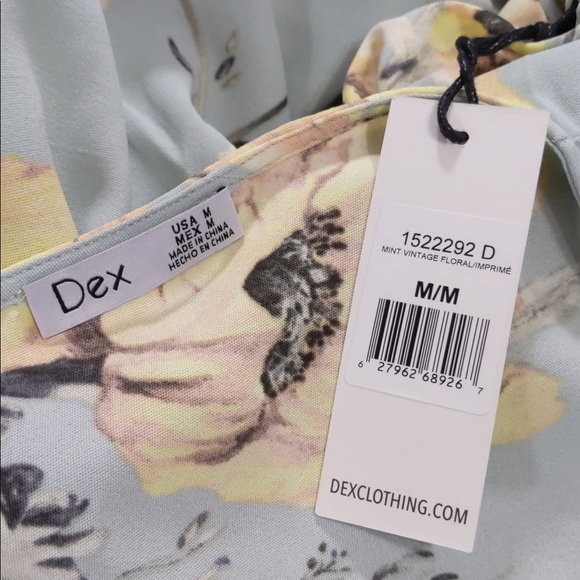 Dex
USA M
MEX M
MADE IN CHINA
HECHO EN CHINA
1522292 D
MINT VINTAGE FLORAL/IMPRIMÉ
M/M
6 27962 68926 7
DEXCLOTHING.COM